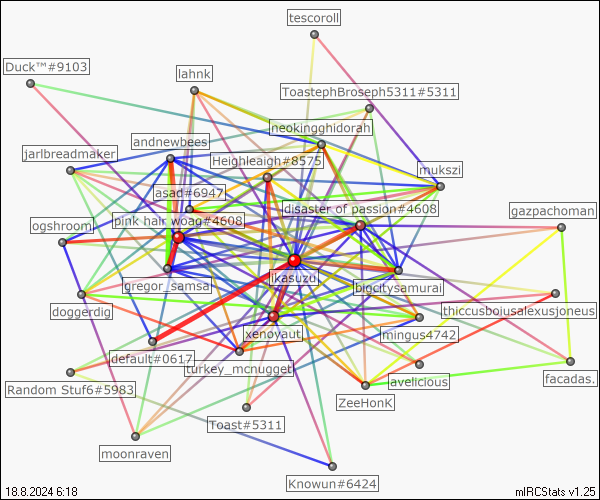 tescoroll
Duck™#9103
lahnk
ToastephBroseph5311#5311
neokingghidorah
andnewbees
jarlbreadmaker
Heighleaigh#8575
mukszi
asad#6947
disaster of passion#4608
gazpachoman
ogshroom
pink hair woag#4608
likasuzu
gregor_samsa
bigcitysamurai
doggerdig
thiccusboiusalexusjoneus
xenoyaut
mingus4742
default#0617
turkey_mcnugget
avelicious
facadas.
Random Stuf6#5983
ZeeHonK
Toast#5311
moonraven
Knowun#6424
18.8.2024 6:18
mIRCStats v1.25